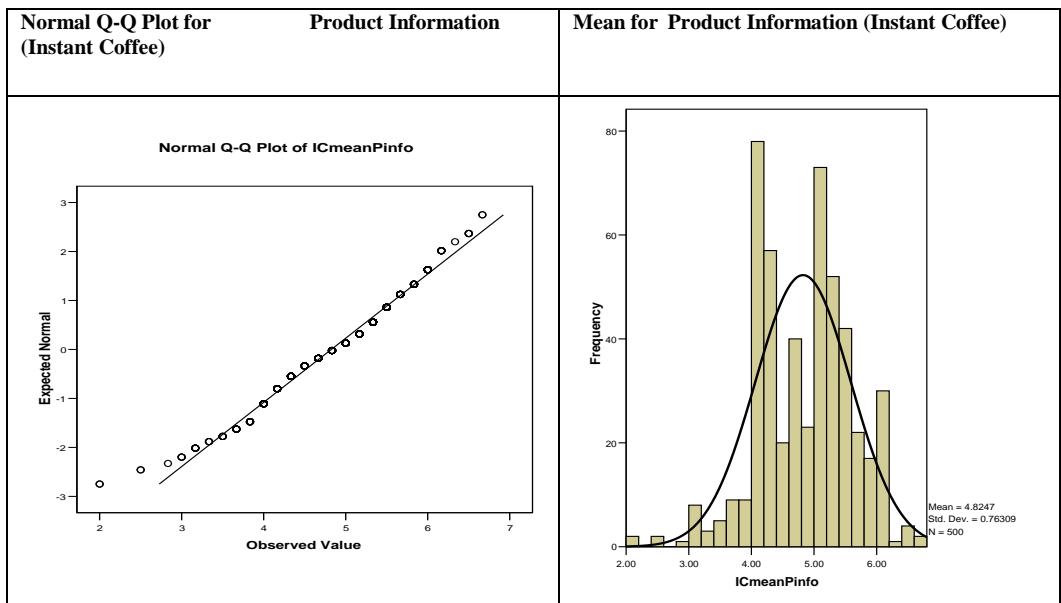 Normal Q-Q Plot for Product Information
(Instant Coffee)
Mean for Product Information (Instant Coffee)
Normal Q-Q Plot of ICmeanPinfo
3
2
1
0
-1
-2
-3
Expected Normal
2 3 4 5 6 7
Observed Value
80
60
40
20
0
Frequency
2.00 3.00 4.00 5.00 6.00
ICmeanPinfo
Mean = 4.8247
Std. Dev. = 0.76309
N = 500